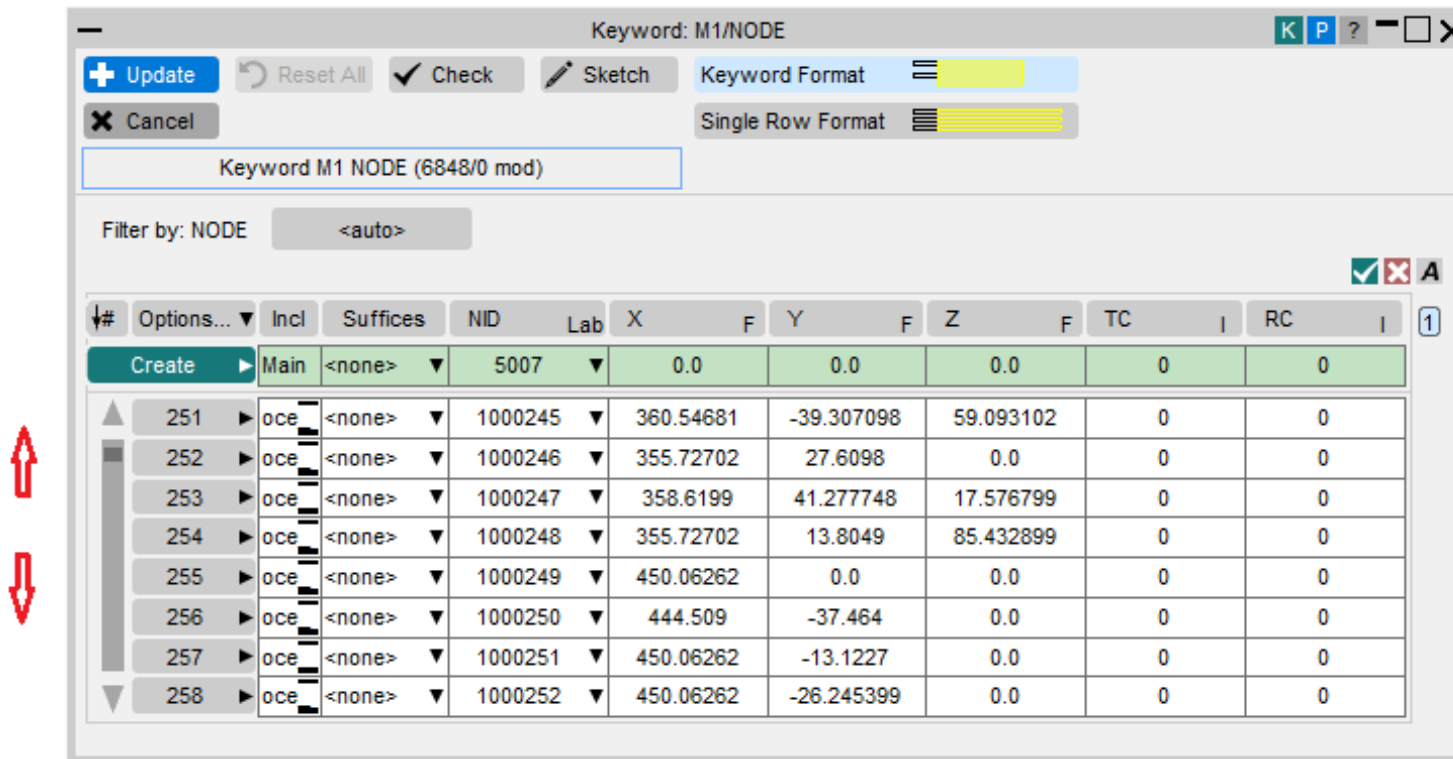 Keyword: M1/NODE K P ?
Update Reset All Check Sketch Keyword Format
Cancel Single Row Format
Keyword M1 NODE (6848/0 mod)
Filter by: NODE <auto>
A
# Options... Incl Suffices NID Lab X F Y F Z F TC I RC I 1
Create Main <none> 5007 0.0 0.0 0.0 0 0
251 oce <none> 1000245 360.54681 -39.307098 59.093102 0 0
252 oce <none> 1000246 355.72702 27.6098 0.0 0 0
253 oce <none> 1000247 358.6199 41.277748 17.576799 0 0
254 oce <none> 1000248 355.72702 13.8049 85.432899 0 0
255 oce <none> 1000249 450.06262 0.0 0.0 0 0
256 oce <none> 1000250 444.509 -37.464 0.0 0 0
257 oce <none> 1000251 450.06262 -13.1227 0.0 0 0
258 oce <none> 1000252 450.06262 -26.245399 0.0 0 0